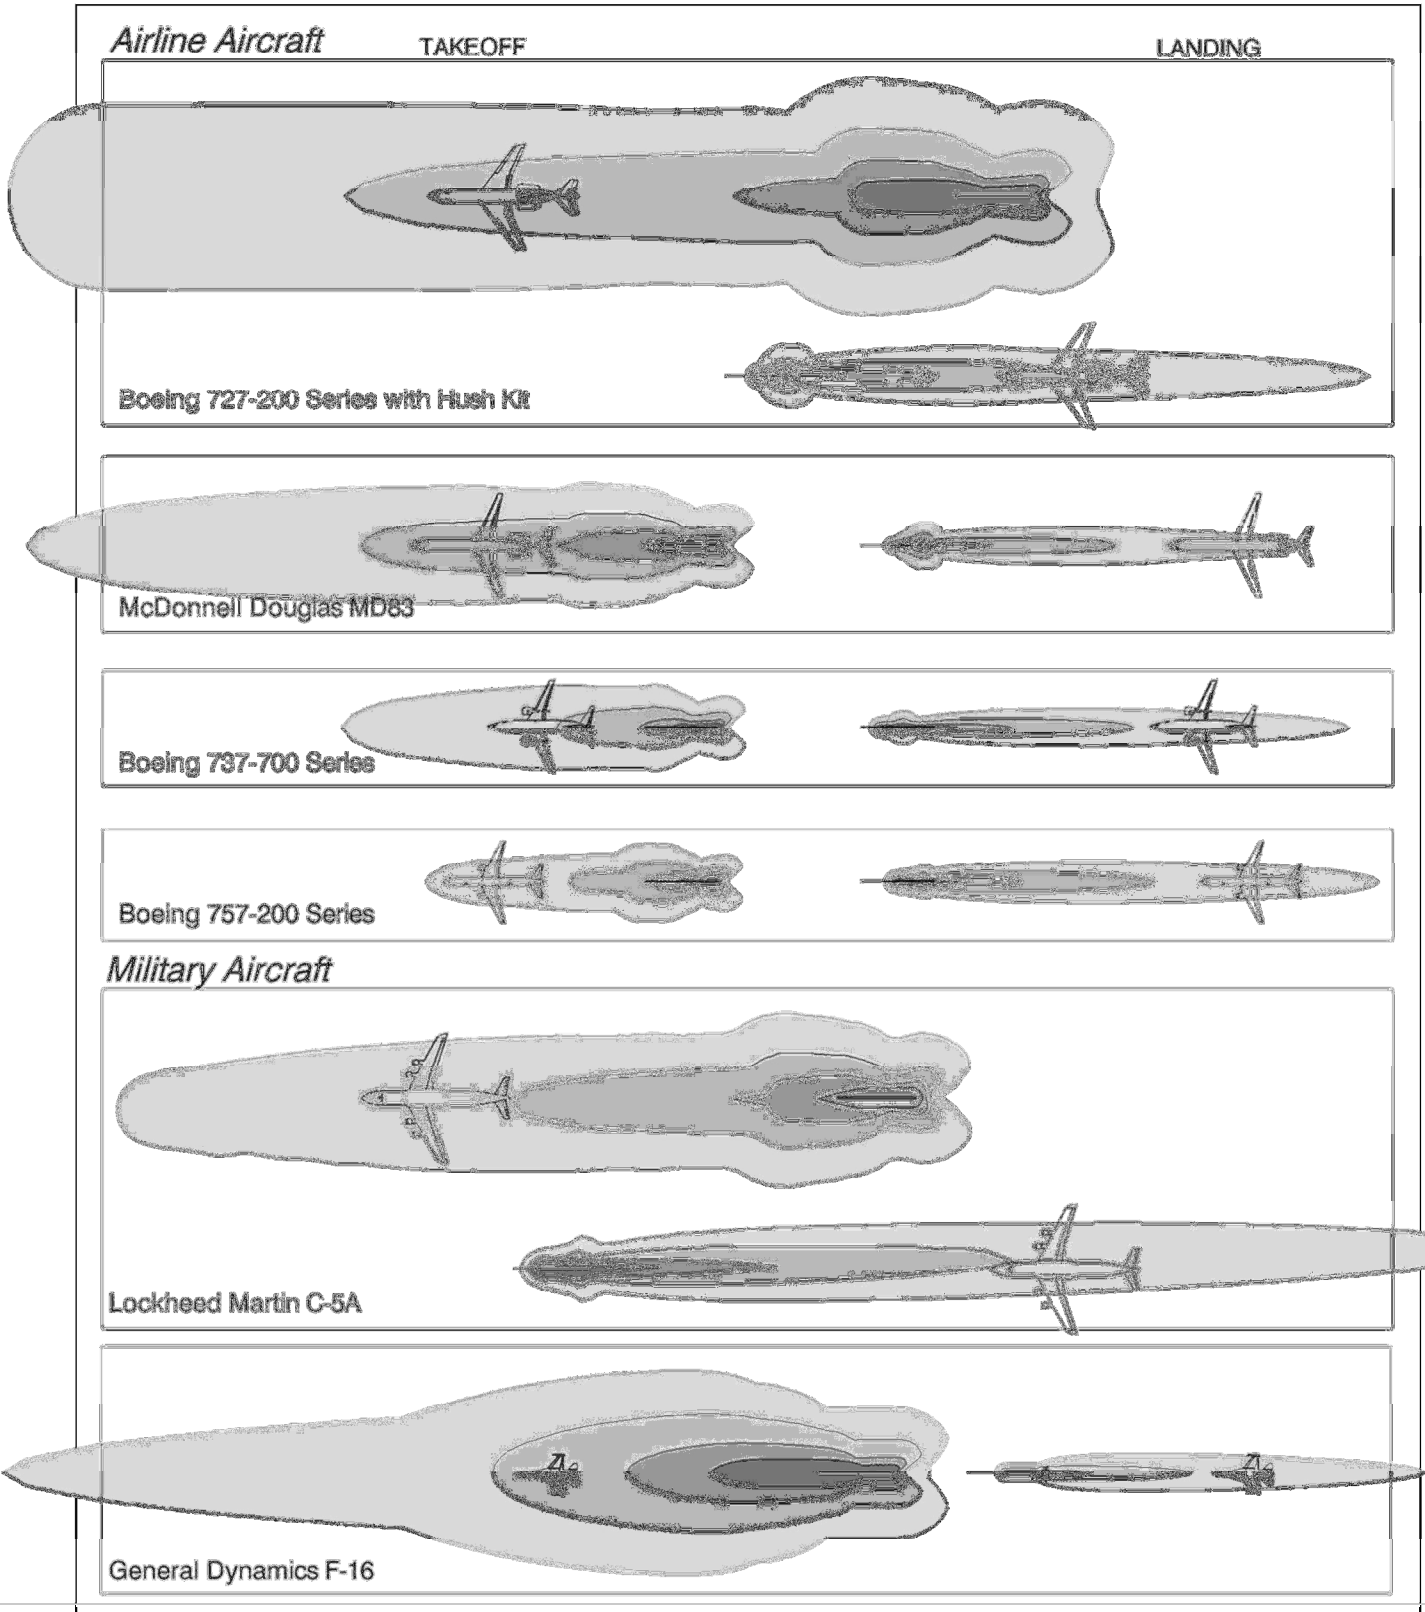 Airline Aircraft
TAKEOFF
LANDING
Boeing 727-200 Series with Hush Kit
McDonnell Douglas MD83
Boeing 737-700 Series
Boeing 757-200 Series
Military Aircraft
Lockheed Martin C-5A
General Dynamics F-16